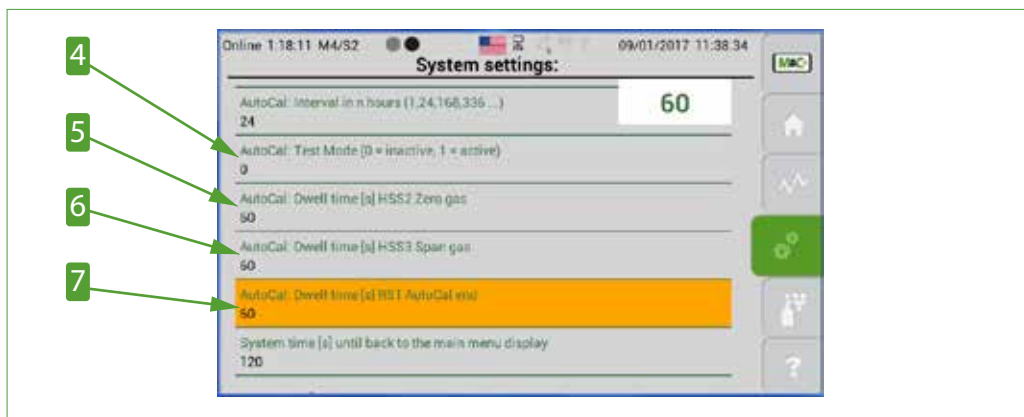 4
5
6
7
Online 1:18:11 M4/S2 09/01/2017 11:38:34
System settings:
60
AutoCal: Interval in n hours (1,24,168,336 ...)
24
AutoCal: Test Mode (0 = inactive, 1 = active)
0
AutoCal: Dwell time [s] HSS2 Zero gas
60
AutoCal: Dwell time [s] HSS3 Span gas
60
AutoCal: Dwell time [s] RST AutoCal end
60
System time [s] until back to the main menu display
120
?